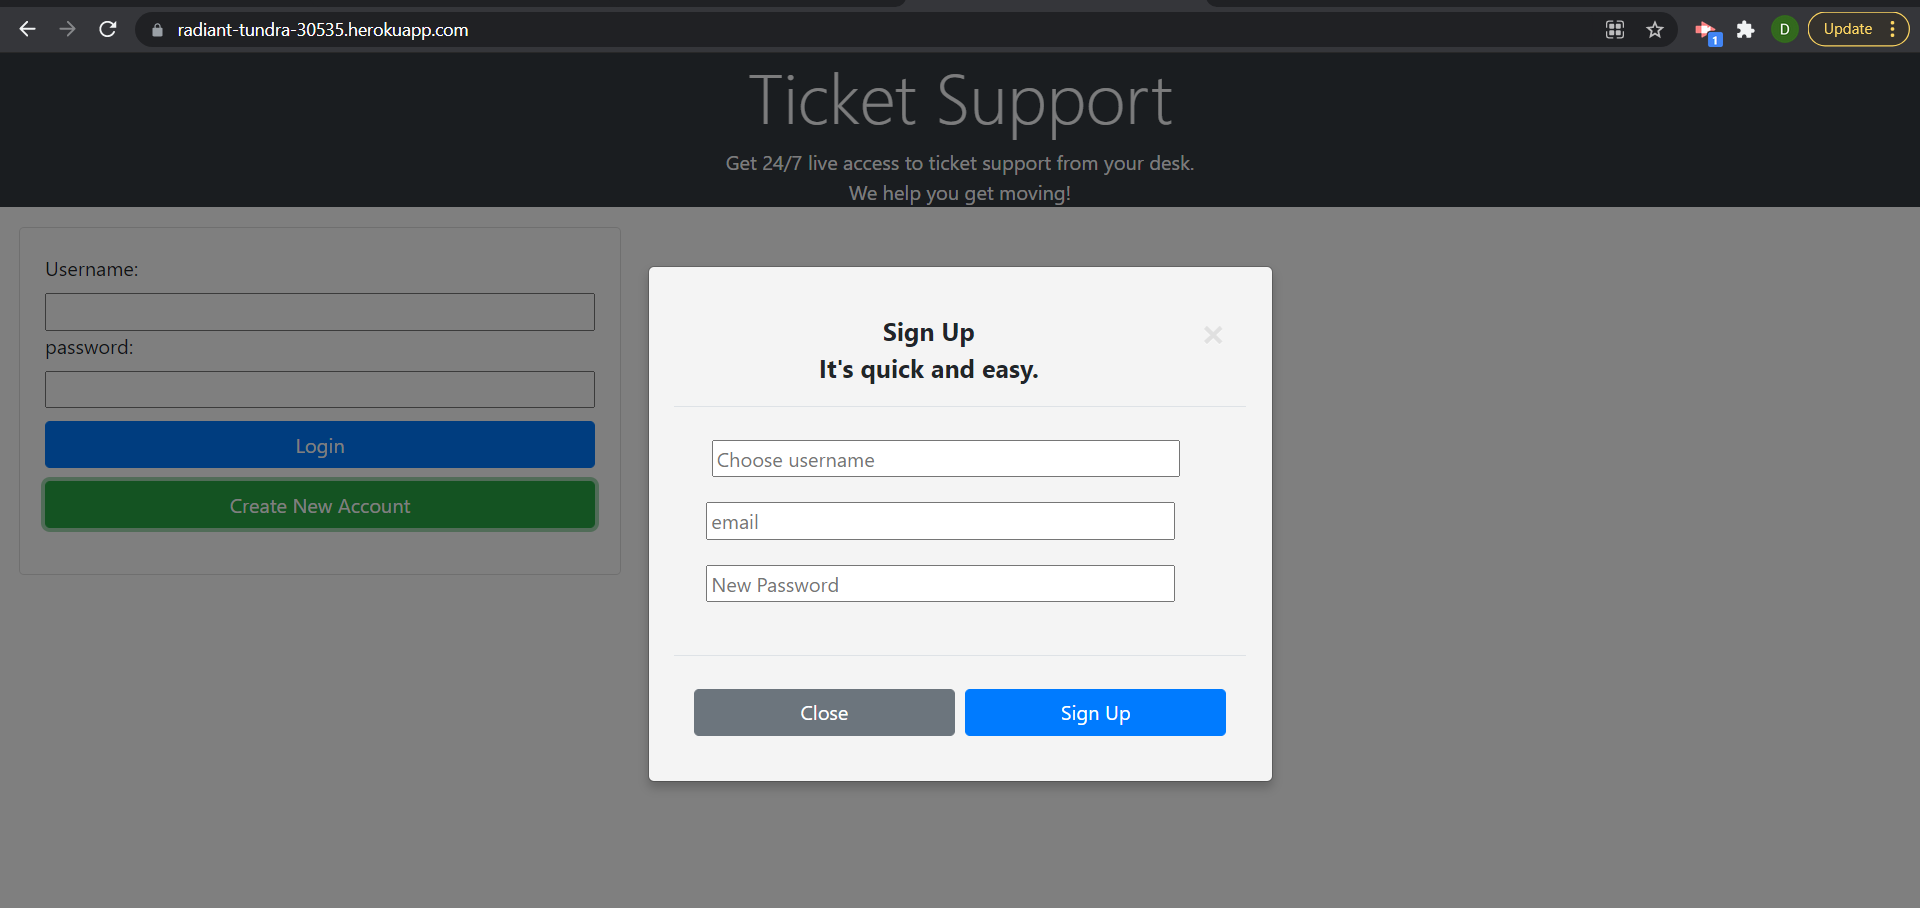 radiant-tundra-30535.herokuapp.com
1
D
Update
Ticket Support
Get 24/7 live access to ticket support from your desk.
We help you get moving!
Username:
password:
Login
Create New Account
Sign Up
×
It's quick and easy.
Choose username
email
New Password
Close
Sign Up